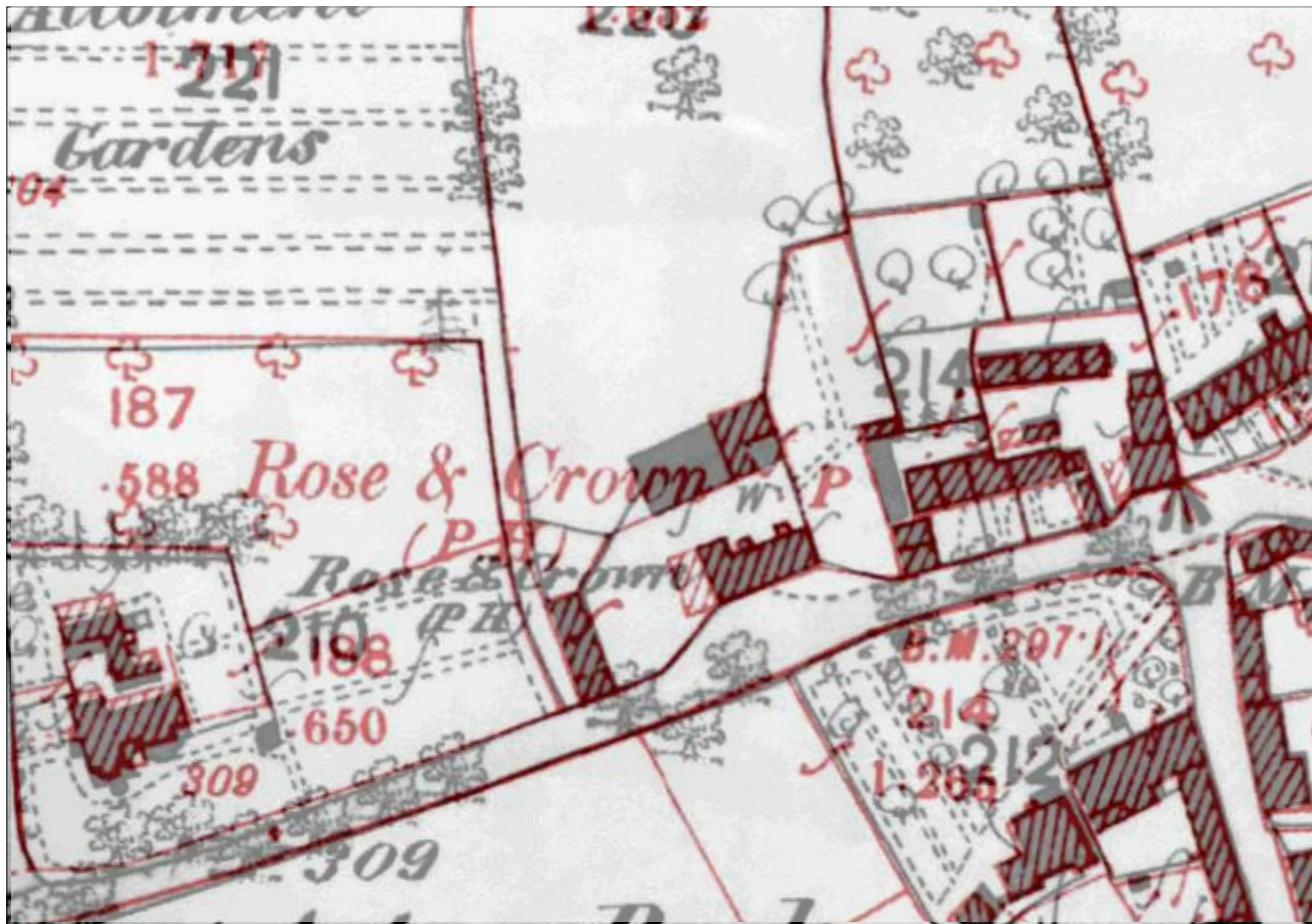 Allotment
1·717
221
Gardens
187
·588
Rose & Crown
(P.H)
Rose & Crown
(P H)
210
188
·650
309
309
214
W
P
176
B M
B.M. 297·1
214
212
1·265